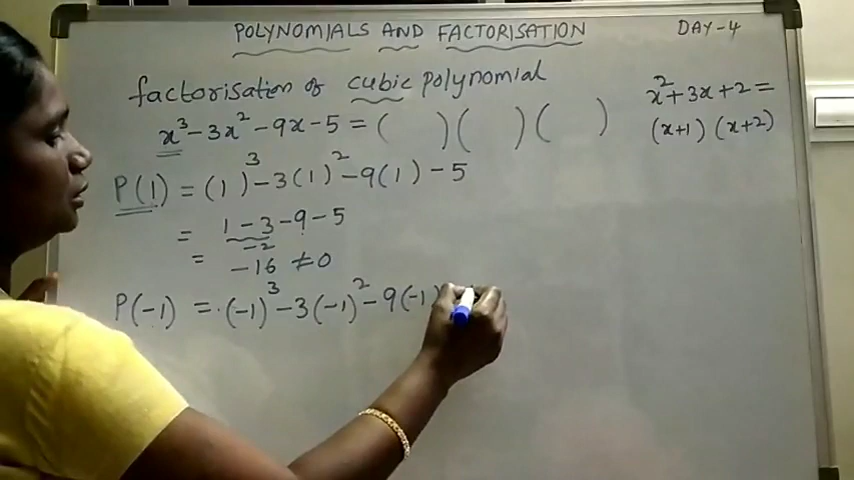 POLYNOMIALS AND FACTORISATION DAY-4
factorisation of cubic polynomial
x³ - 3x² - 9x - 5 = ( ) ( ) ( )
x² + 3x + 2 =
(x+1) (x+2)
P(1) = (1)³ - 3(1)² - 9(1) - 5
= 1 - 3 - 9 - 5
-2
= -16 ≠ 0
P(-1) = (-1)³ - 3(-1)² - 9(-1)